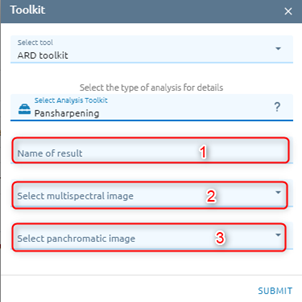 Toolkit
Select tool
ARD toolkit
Select the type of analysis for details
Select Analysis Toolkit
Pansharpening ?
Name of result 1
Select multispectral image 2
Select panchromatic image 3
SUBMIT